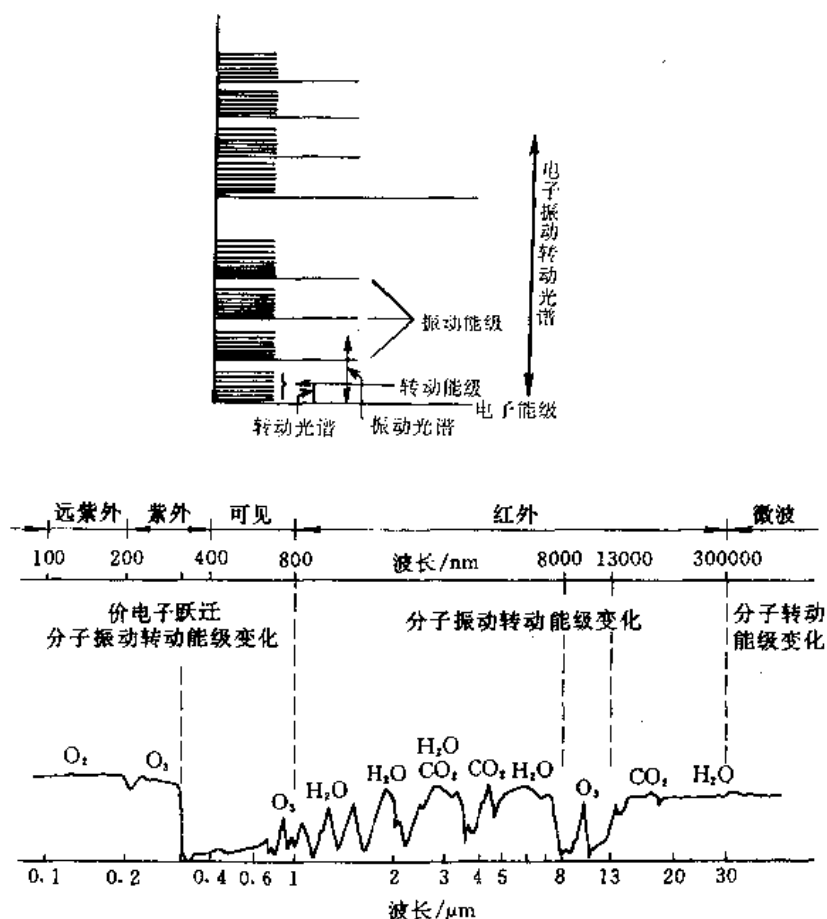 电子振动转动光谱
振动能级
转动能级
电子能级
转动光谱 振动光谱
远紫外 紫外 可见 红外 微波
100 200 400 800 波长/nm 8000 13000 300000
价电子跃迁 分子振动转动能级变化 分子转动
分子振动转动能级变化 能级变化
H₂O
O₂ O₃ O₃ H₂O H₂O CO₂ CO₂ H₂O O₃ CO₂ H₂O
0.1 0.2 0.4 0.6 1 2 3 4 5 8 13 20 30
波长/μm